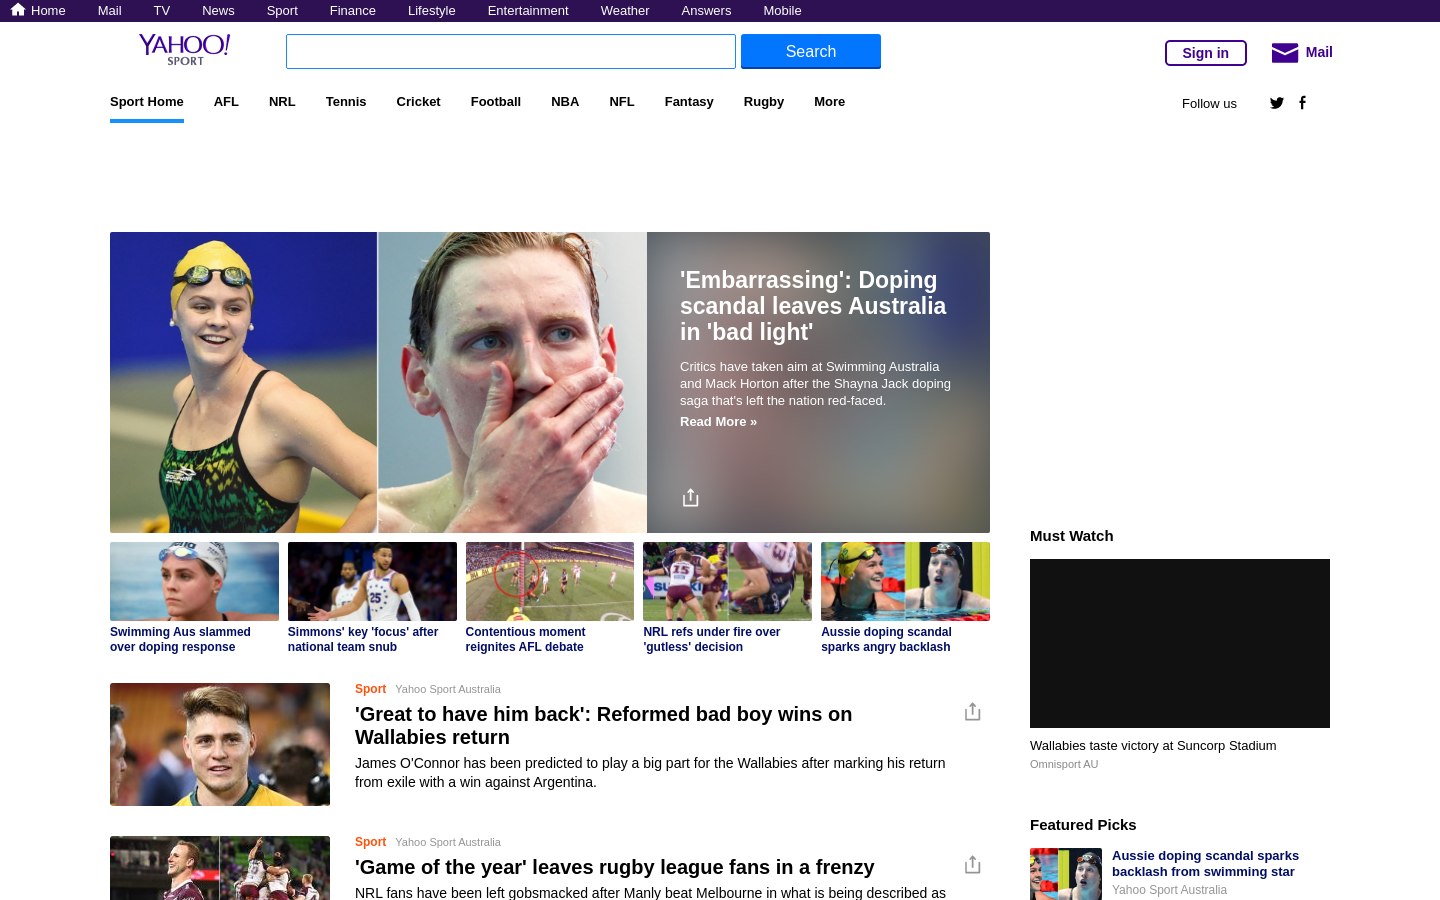 Home Mail TV News Sport Finance Lifestyle Entertainment Weather Answers Mobile
YAHOO!
SPORT
Search
Sign in
Mail
Sport Home AFL NRL Tennis Cricket Football NBA NFL Fantasy Rugby More
Follow us
'Embarrassing': Doping
scandal leaves Australia
in 'bad light'
Critics have taken aim at Swimming Australia
and Mack Horton after the Shayna Jack doping
saga that's left the nation red-faced.
Read More »
Swimming Aus slammed
over doping response
Simmons' key 'focus' after
national team snub
25
Contentious moment
reignites AFL debate
NRL refs under fire over
'gutless' decision
15
Aussie doping scandal
sparks angry backlash
Sport Yahoo Sport Australia
'Great to have him back': Reformed bad boy wins on
Wallabies return
James O'Connor has been predicted to play a big part for the Wallabies after marking his return
from exile with a win against Argentina.
Sport Yahoo Sport Australia
'Game of the year' leaves rugby league fans in a frenzy
NRL fans have been left gobsmacked after Manly beat Melbourne in what is being described as
Must Watch
Wallabies taste victory at Suncorp Stadium
Omnisport AU
Featured Picks
Aussie doping scandal sparks
backlash from swimming star
Yahoo Sport Australia